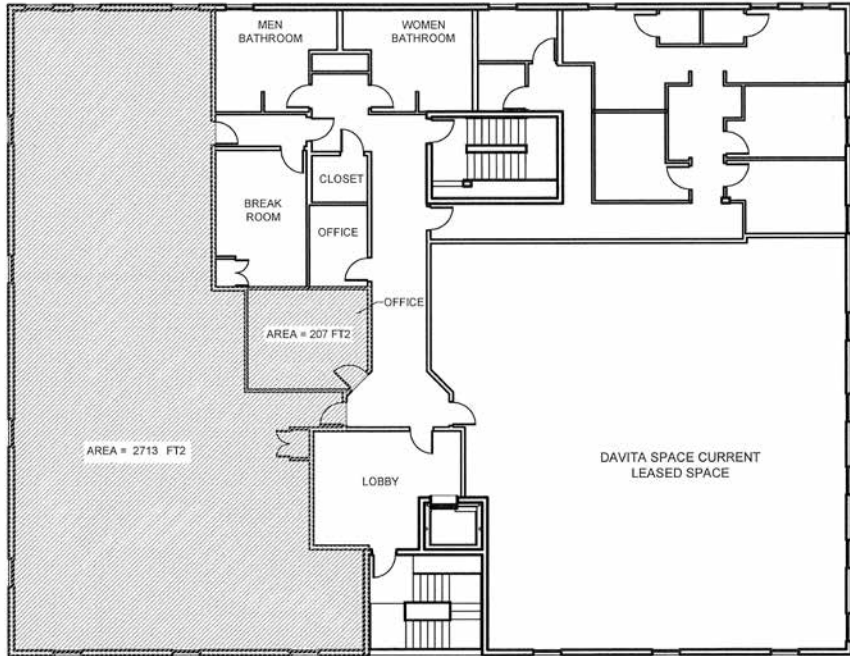 MEN
BATHROOM
WOMEN
BATHROOM
CLOSET
BREAK
ROOM
OFFICE
OFFICE
AREA = 207 FT2
AREA = 2713 FT2
LOBBY
DAVITA SPACE CURRENT
LEASED SPACE